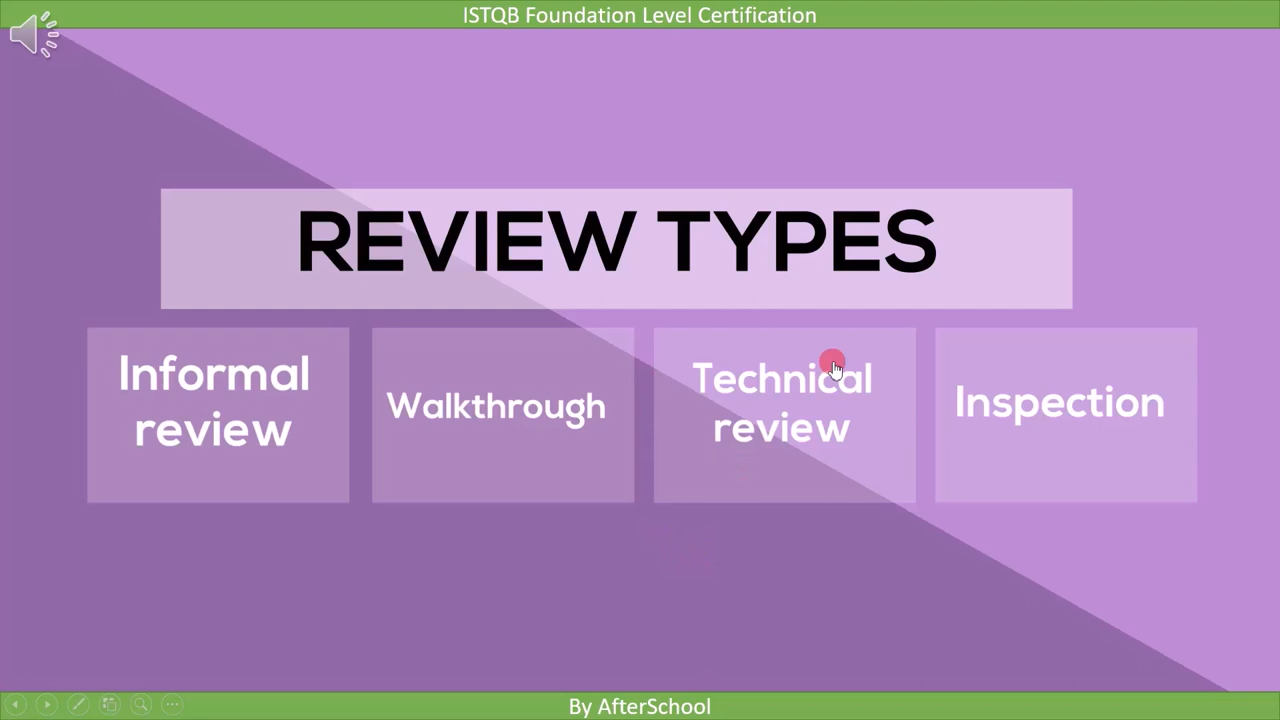 ISTQB Foundation Level Certification
REVIEW TYPES
Informal
review
Walkthrough
Technical
review
Inspection
By AfterSchool